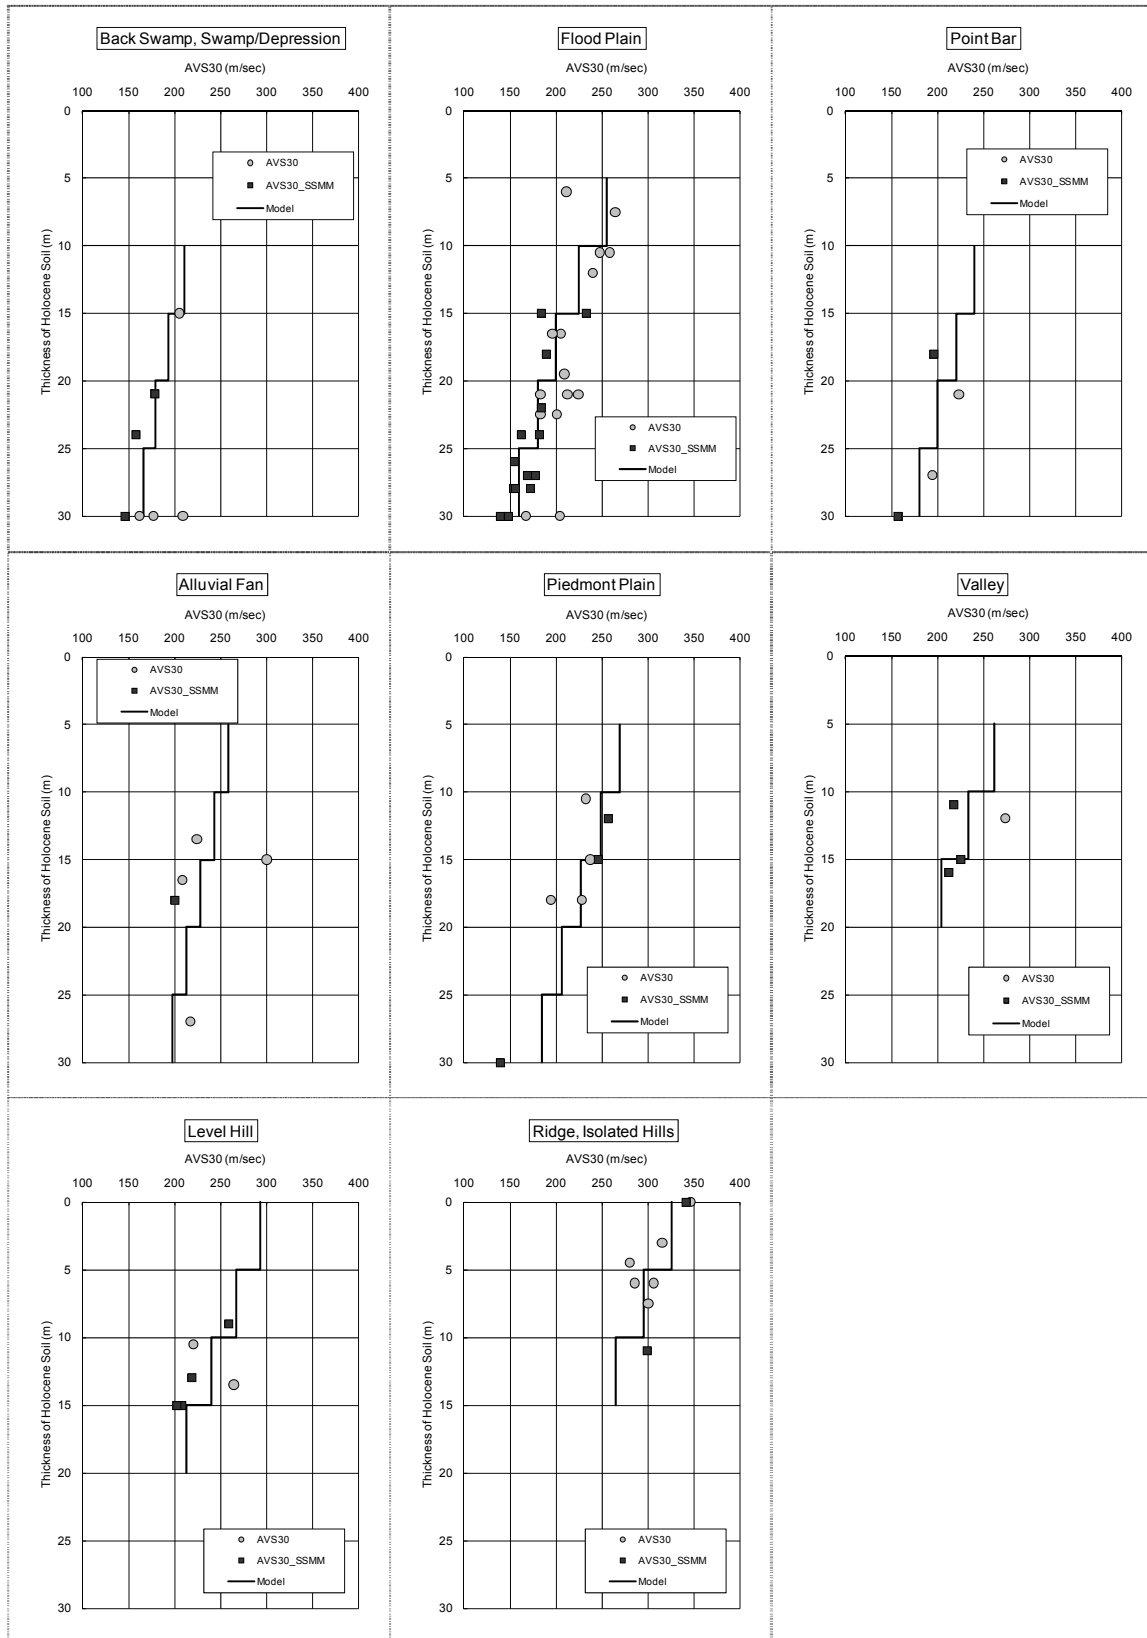 Back Swamp, Swamp/Depression
AVS30 (m/sec)
100 150 200 250 300 350 400
0
5
10
15
20
25
30
Thickness of Holocene Soil (m)
AVS30
AVS30_SSMM
Model
Flood Plain
AVS30 (m/sec)
100 150 200 250 300 350 400
0
5
10
15
20
25
30
Thickness of Holocene Soil (m)
AVS30
AVS30_SSMM
Model
Point Bar
AVS30 (m/sec)
100 150 200 250 300 350 400
0
5
10
15
20
25
30
Thickness of Holocene Soil (m)
AVS30
AVS30_SSMM
Model
Alluvial Fan
AVS30 (m/sec)
100 150 200 250 300 350 400
0
5
10
15
20
25
30
Thickness of Holocene Soil (m)
AVS30
AVS30_SSMM
Model
Piedmont Plain
AVS30 (m/sec)
100 150 200 250 300 350 400
0
5
10
15
20
25
30
Thickness of Holocene Soil (m)
AVS30
AVS30_SSMM
Model
Valley
AVS30 (m/sec)
100 150 200 250 300 350 400
0
5
10
15
20
25
30
Thickness of Holocene Soil (m)
AVS30
AVS30_SSMM
Model
Level Hill
AVS30 (m/sec)
100 150 200 250 300 350 400
0
5
10
15
20
25
30
Thickness of Holocene Soil (m)
AVS30
AVS30_SSMM
Model
Ridge, Isolated Hills
AVS30 (m/sec)
100 150 200 250 300 350 400
0
5
10
15
20
25
30
Thickness of Holocene Soil (m)
AVS30
AVS30_SSMM
Model